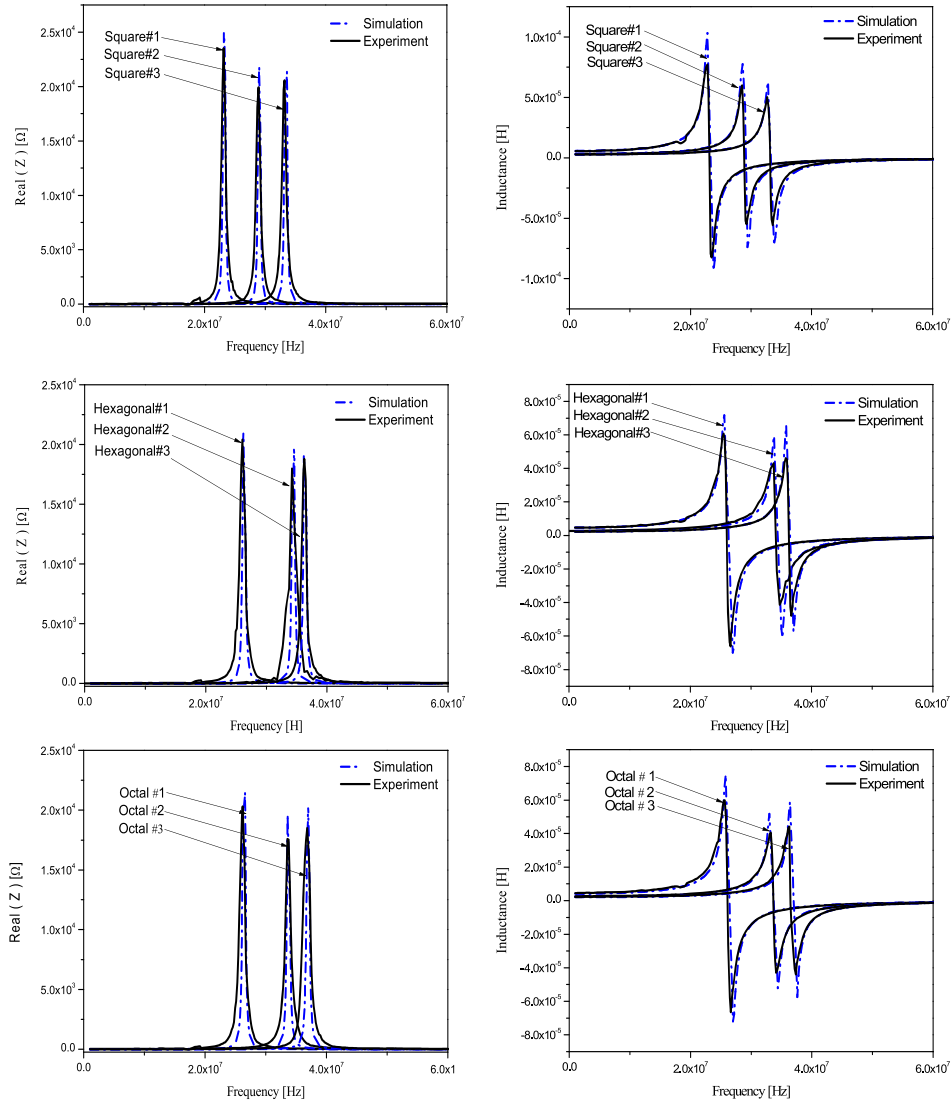 Simulation
Experiment
Square#1
Square#2
Square#3
Real ( Z ) [Ω]
2.5x10⁴
2.0x10⁴
1.5x10⁴
1.0x10⁴
5.0x10³
0.0
0.0
2.0x10⁷
4.0x10⁷
6.0x10⁷
Frequency [Hz]
Simulation
Experiment
Square#1
Square#2
Square#3
Inductance [H]
1.0x10⁻⁴
5.0x10⁻⁵
0.0
-5.0x10⁻⁵
-1.0x10⁻⁴
0.0
2.0x10⁷
4.0x10⁷
6.0x10⁷
Frequency [Hz]
Simulation
Experiment
Hexagonal#1
Hexagonal#2
Hexagonal#3
Real ( Z ) [Ω]
2.5x10⁴
2.0x10⁴
1.5x10⁴
1.0x10⁴
5.0x10³
0.0
0.0
2.0x10⁷
4.0x10⁷
6.0x10⁷
Frequency [H]
Simulation
Experiment
Hexagonal#1
Hexagonal#2
Hexagonal#3
Inductance [H]
8.0x10⁻⁵
6.0x10⁻⁵
4.0x10⁻⁵
2.0x10⁻⁵
0.0
-2.0x10⁻⁵
-4.0x10⁻⁵
-6.0x10⁻⁵
-8.0x10⁻⁵
0.0
2.0x10⁷
4.0x10⁷
6.0x10⁷
Frequency [Hz]
Simulation
Experiment
Octal #1
Octal #2
Octal #3
Real ( Z ) [Ω]
2.5x10⁴
2.0x10⁴
1.5x10⁴
1.0x10⁴
5.0x10³
0.0
0.0
2.0x10⁷
4.0x10⁷
6.0x10⁷
Frequency [Hz]
Simulation
Experiment
Octal # 1
Octal # 2
Octal # 3
Inductance [H]
8.0x10⁻⁵
6.0x10⁻⁵
4.0x10⁻⁵
2.0x10⁻⁵
0.0
-2.0x10⁻⁵
-4.0x10⁻⁵
-6.0x10⁻⁵
-8.0x10⁻⁵
0.0
2.0x10⁷
4.0x10⁷
6.0x10⁷
Frequency [Hz]